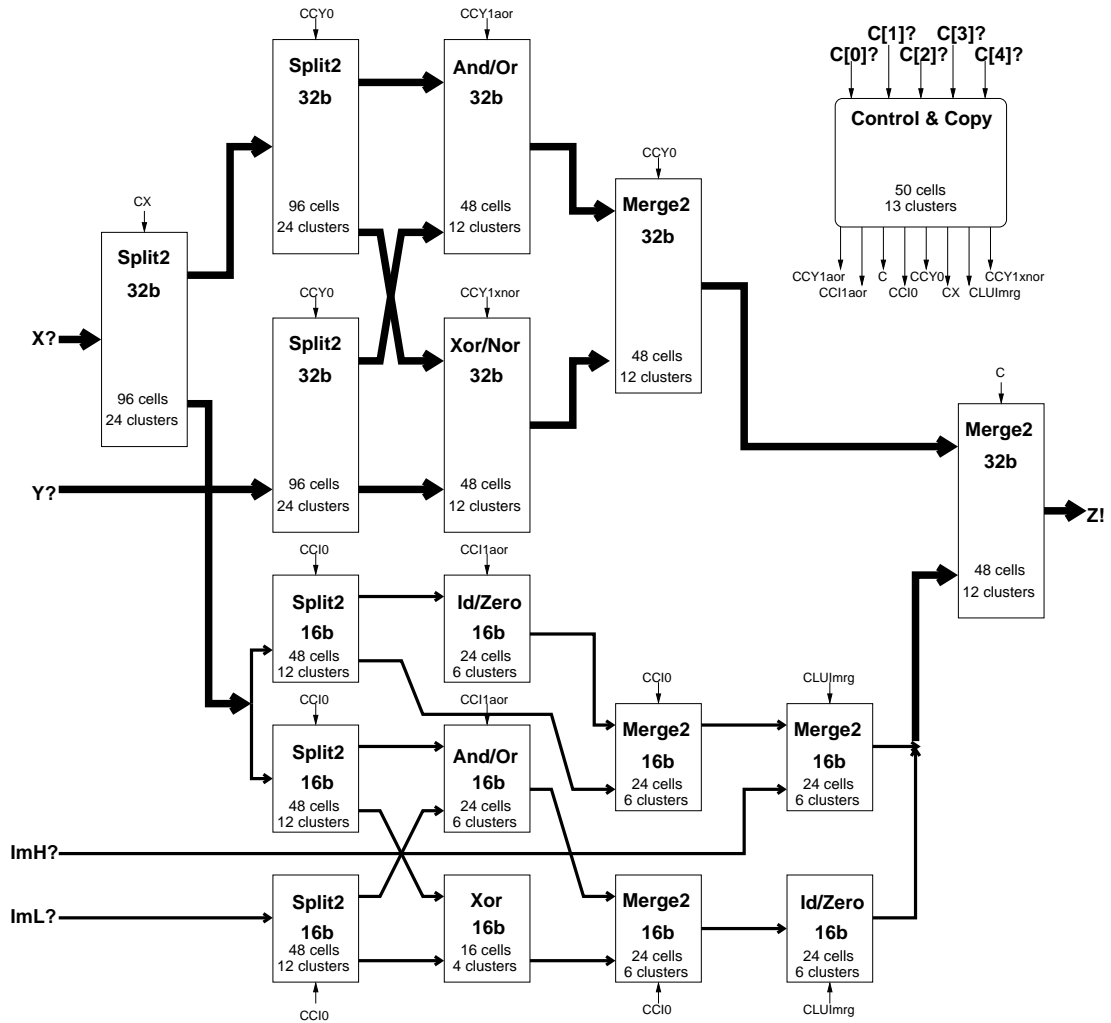 CCY0
CCY1aor
C[1]?
C[3]?
C[0]?
C[2]?
C[4]?
Split2
32b
96 cells
24 clusters
And/Or
32b
48 cells
12 clusters
Control & Copy
50 cells
13 clusters
CCY1aor
CCI1aor
C
CCI0
CCY0
CX
CLUImrg
CCY1xnor
CCY0
Merge2
32b
48 cells
12 clusters
CX
Split2
32b
96 cells
24 clusters
X?
CCY0
Split2
32b
96 cells
24 clusters
CCY1xnor
Xor/Nor
32b
48 cells
12 clusters
C
Merge2
32b
48 cells
12 clusters
Y?
Z!
CCI0
Split2
16b
48 cells
12 clusters
CCI1aor
Id/Zero
16b
24 cells
6 clusters
CCI0
Split2
16b
48 cells
12 clusters
CCI1aor
And/Or
16b
24 cells
6 clusters
CCI0
Merge2
16b
24 cells
6 clusters
CLUImrg
Merge2
16b
24 cells
6 clusters
ImH?
ImL?
Split2
16b
48 cells
12 clusters
CCI0
Xor
16b
16 cells
4 clusters
Merge2
16b
24 cells
6 clusters
CCI0
Id/Zero
16b
24 cells
6 clusters
CLUImrg